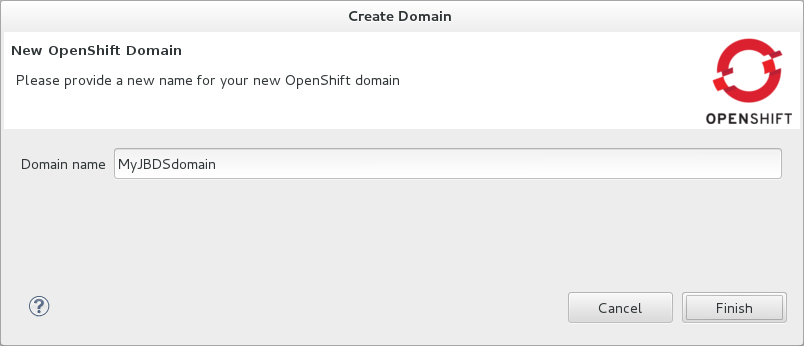 Create Domain
New OpenShift Domain
Please provide a new name for your new OpenShift domain
OPENSHIFT
Domain name MyJBDSdomain
?
Cancel Finish